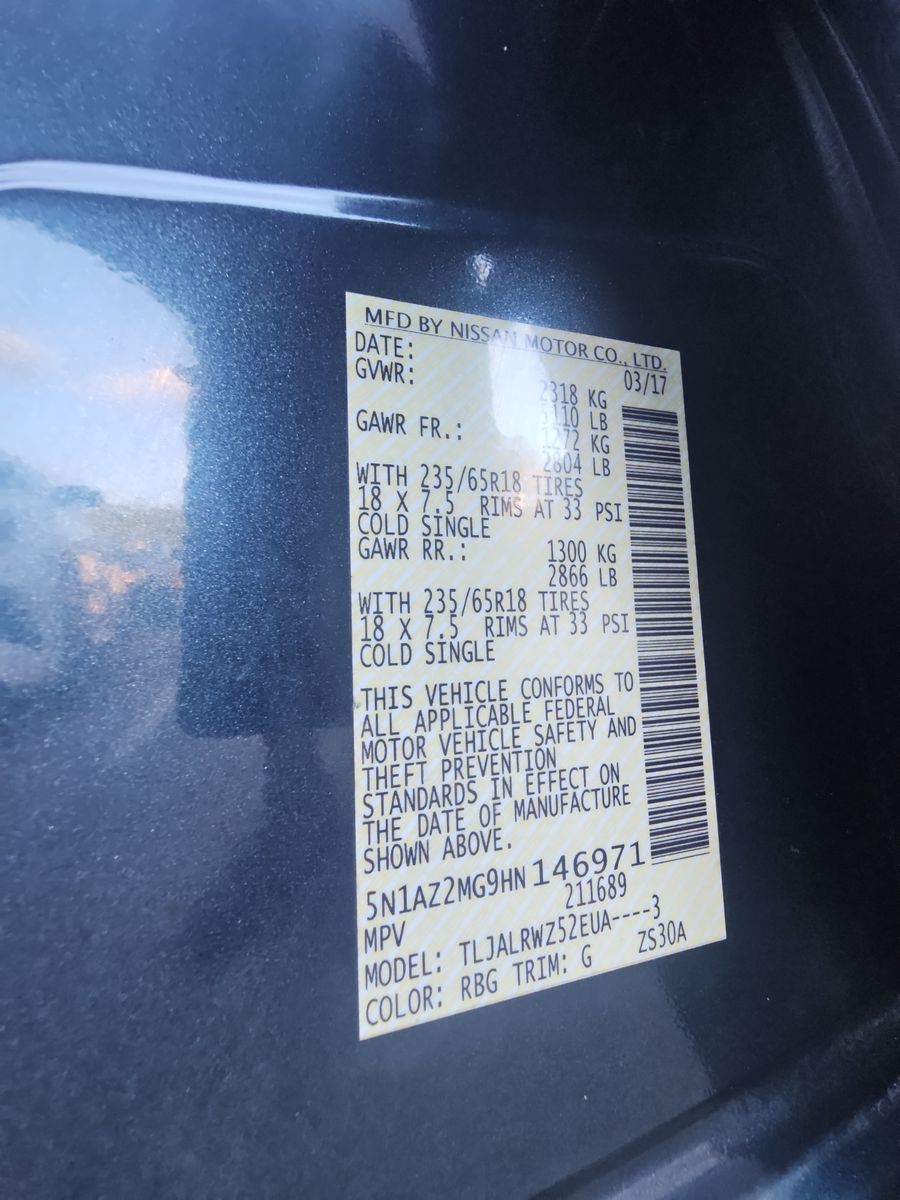 MFD BY NISSAN MOTOR CO., LTD.
DATE: 03/17
GVWR: 2318 KG
5110 LB
GAWR FR.: 1272 KG
2804 LB
WITH 235/65R18 TIRES
18 X 7.5 RIMS AT 33 PSI
COLD SINGLE
GAWR RR.: 1300 KG
2866 LB
WITH 235/65R18 TIRES
18 X 7.5 RIMS AT 33 PSI
COLD SINGLE
THIS VEHICLE CONFORMS TO
ALL APPLICABLE FEDERAL
MOTOR VEHICLE SAFETY AND
THEFT PREVENTION
STANDARDS IN EFFECT ON
THE DATE OF MANUFACTURE
SHOWN ABOVE.
5N1AZ2MG9HN146971
MPV 211689
MODEL: TLJALRWZ52EUA----3
COLOR: RBG TRIM: G ZS30A